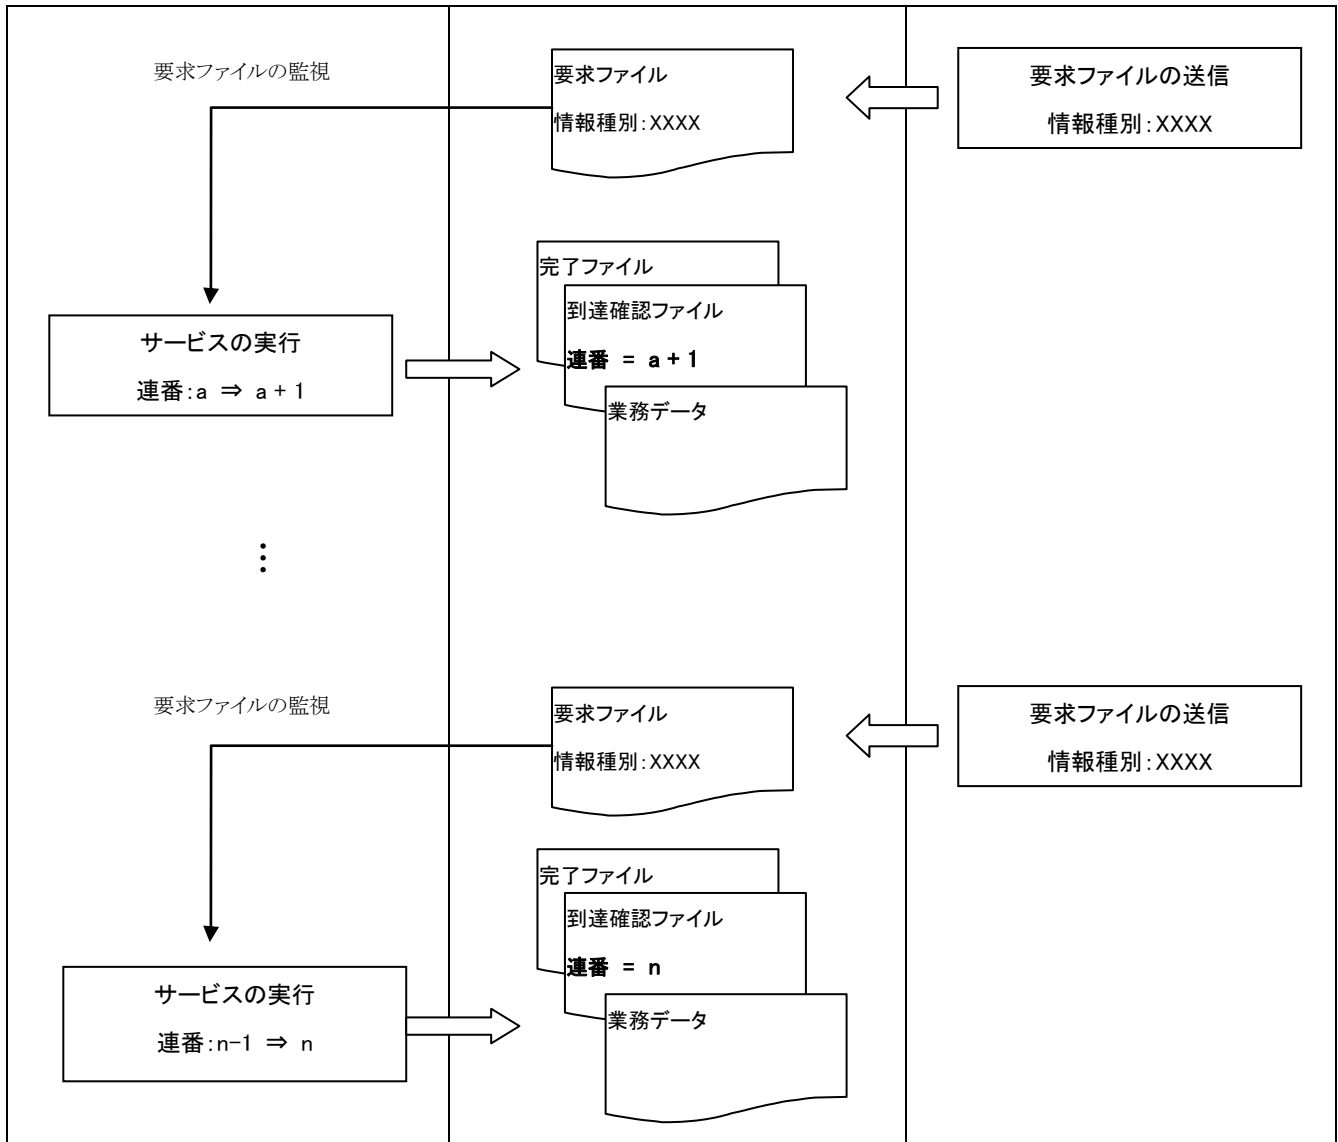 要求ファイルの監視
要求ファイル
情報種別:XXXX
要求ファイルの送信
情報種別:XXXX
完了ファイル
到達確認ファイル
連番 = a + 1
業務データ
サービスの実行
連番:a ⇒ a + 1
要求ファイルの監視
要求ファイル
情報種別:XXXX
要求ファイルの送信
情報種別:XXXX
完了ファイル
到達確認ファイル
連番 = n
業務データ
サービスの実行
連番:n-1 ⇒ n